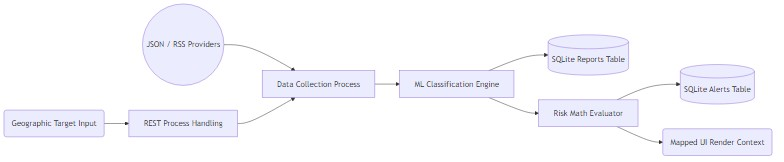 JSON / RSS Providers
SQLite Reports Table
Data Collection Process
ML Classification Engine
SQLite Alerts Table
Geographic Target Input
REST Process Handling
Risk Math Evaluator
Mapped UI Render Context